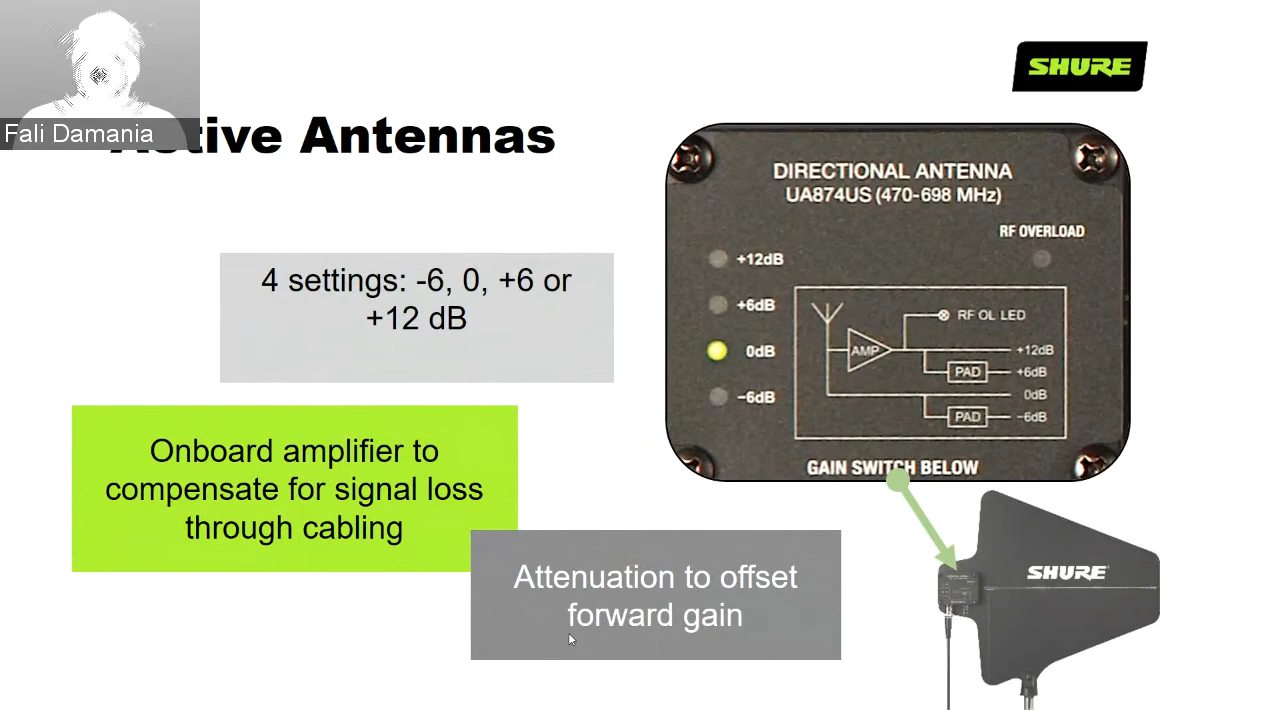 SHURE
Fali Damania
Active Antennas
DIRECTIONAL ANTENNA
UA874US (470-698 MHz)
RF OVERLOAD
+12dB
+6dB
0dB
−6dB
RF OL LED
AMP
+12dB
PAD
+6dB
0dB
PAD
−6dB
GAIN SWITCH BELOW
4 settings: -6, 0, +6 or
+12 dB
Onboard amplifier to
compensate for signal loss
through cabling
Attenuation to offset
forward gain
SHURE